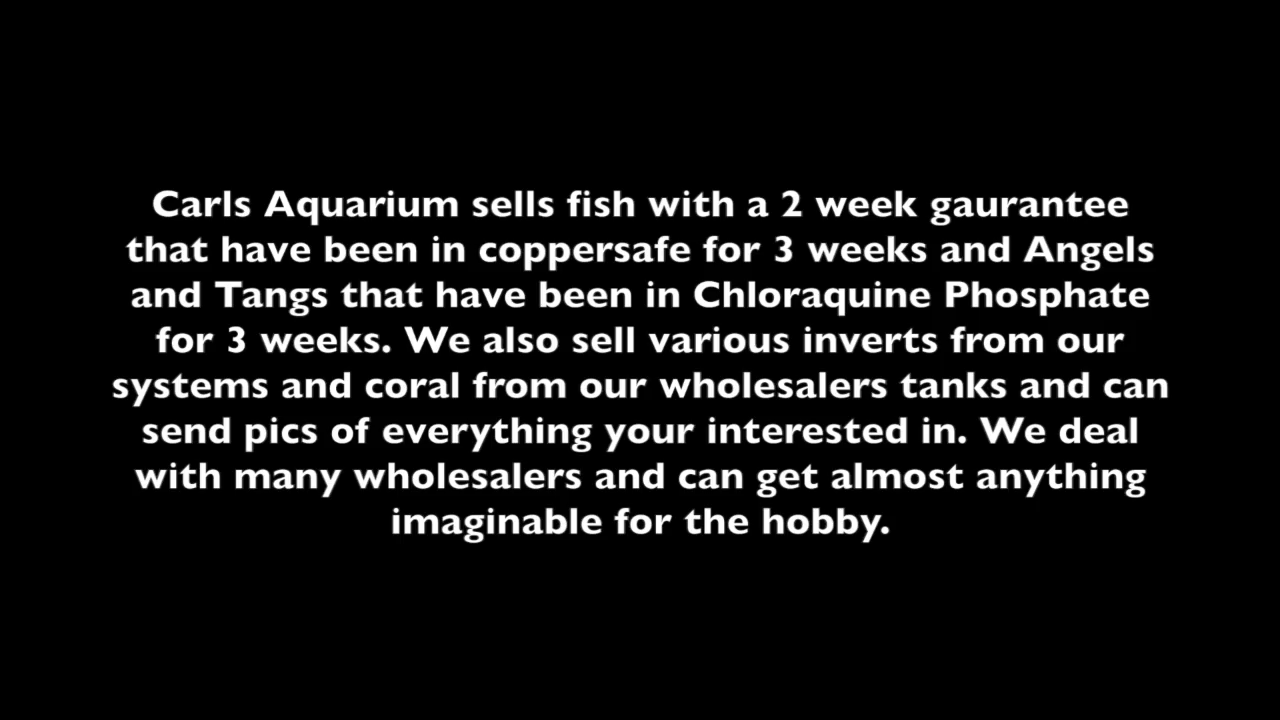 Carls Aquarium sells fish with a 2 week gaurantee
that have been in coppersafe for 3 weeks and Angels
and Tangs that have been in Chloraquine Phosphate
for 3 weeks. We also sell various inverts from our
systems and coral from our wholesalers tanks and can
send pics of everything your interested in. We deal
with many wholesalers and can get almost anything
imaginable for the hobby.